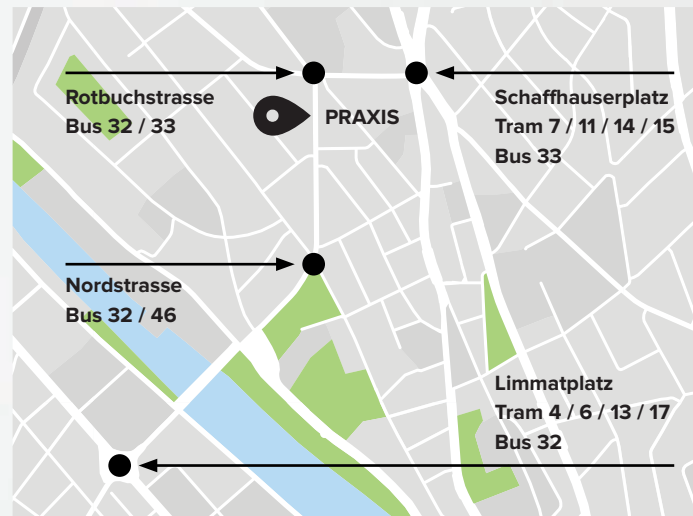 Rotbuchstrasse
Bus 32 / 33
PRAXIS
Schaffhauserplatz
Tram 7 / 11 / 14 / 15
Bus 33
Nordstrasse
Bus 32 / 46
Limmatplatz
Tram 4 / 6 / 13 / 17
Bus 32